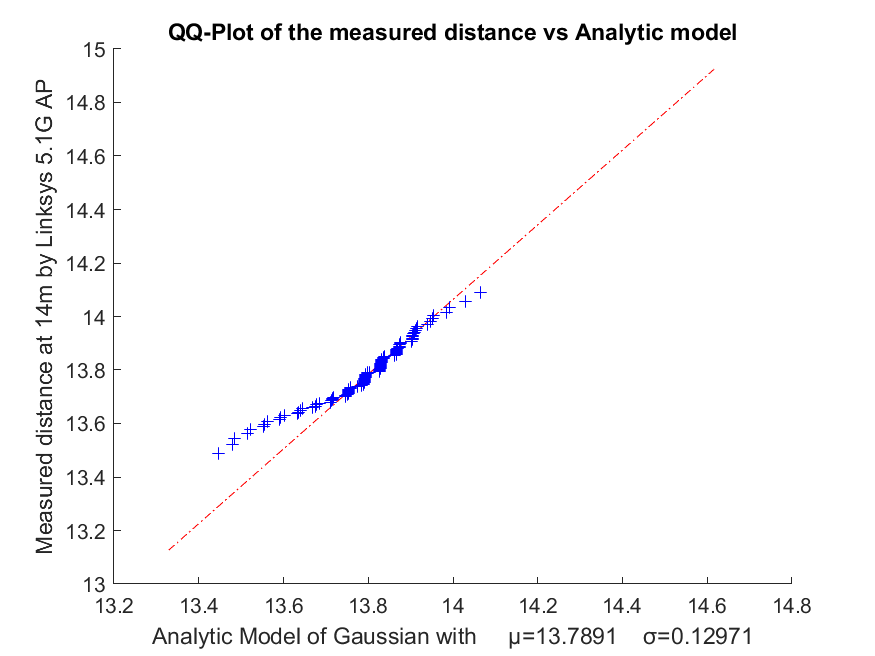 QQ-Plot of the measured distance vs Analytic model
Measured distance at 14m by Linksys 5.1G AP
15
14.8
14.6
14.4
14.2
14
13.8
13.6
13.4
13.2
13
13.2 13.4 13.6 13.8 14 14.2 14.4 14.6 14.8
Analytic Model of Gaussian with μ=13.7891 σ=0.12971